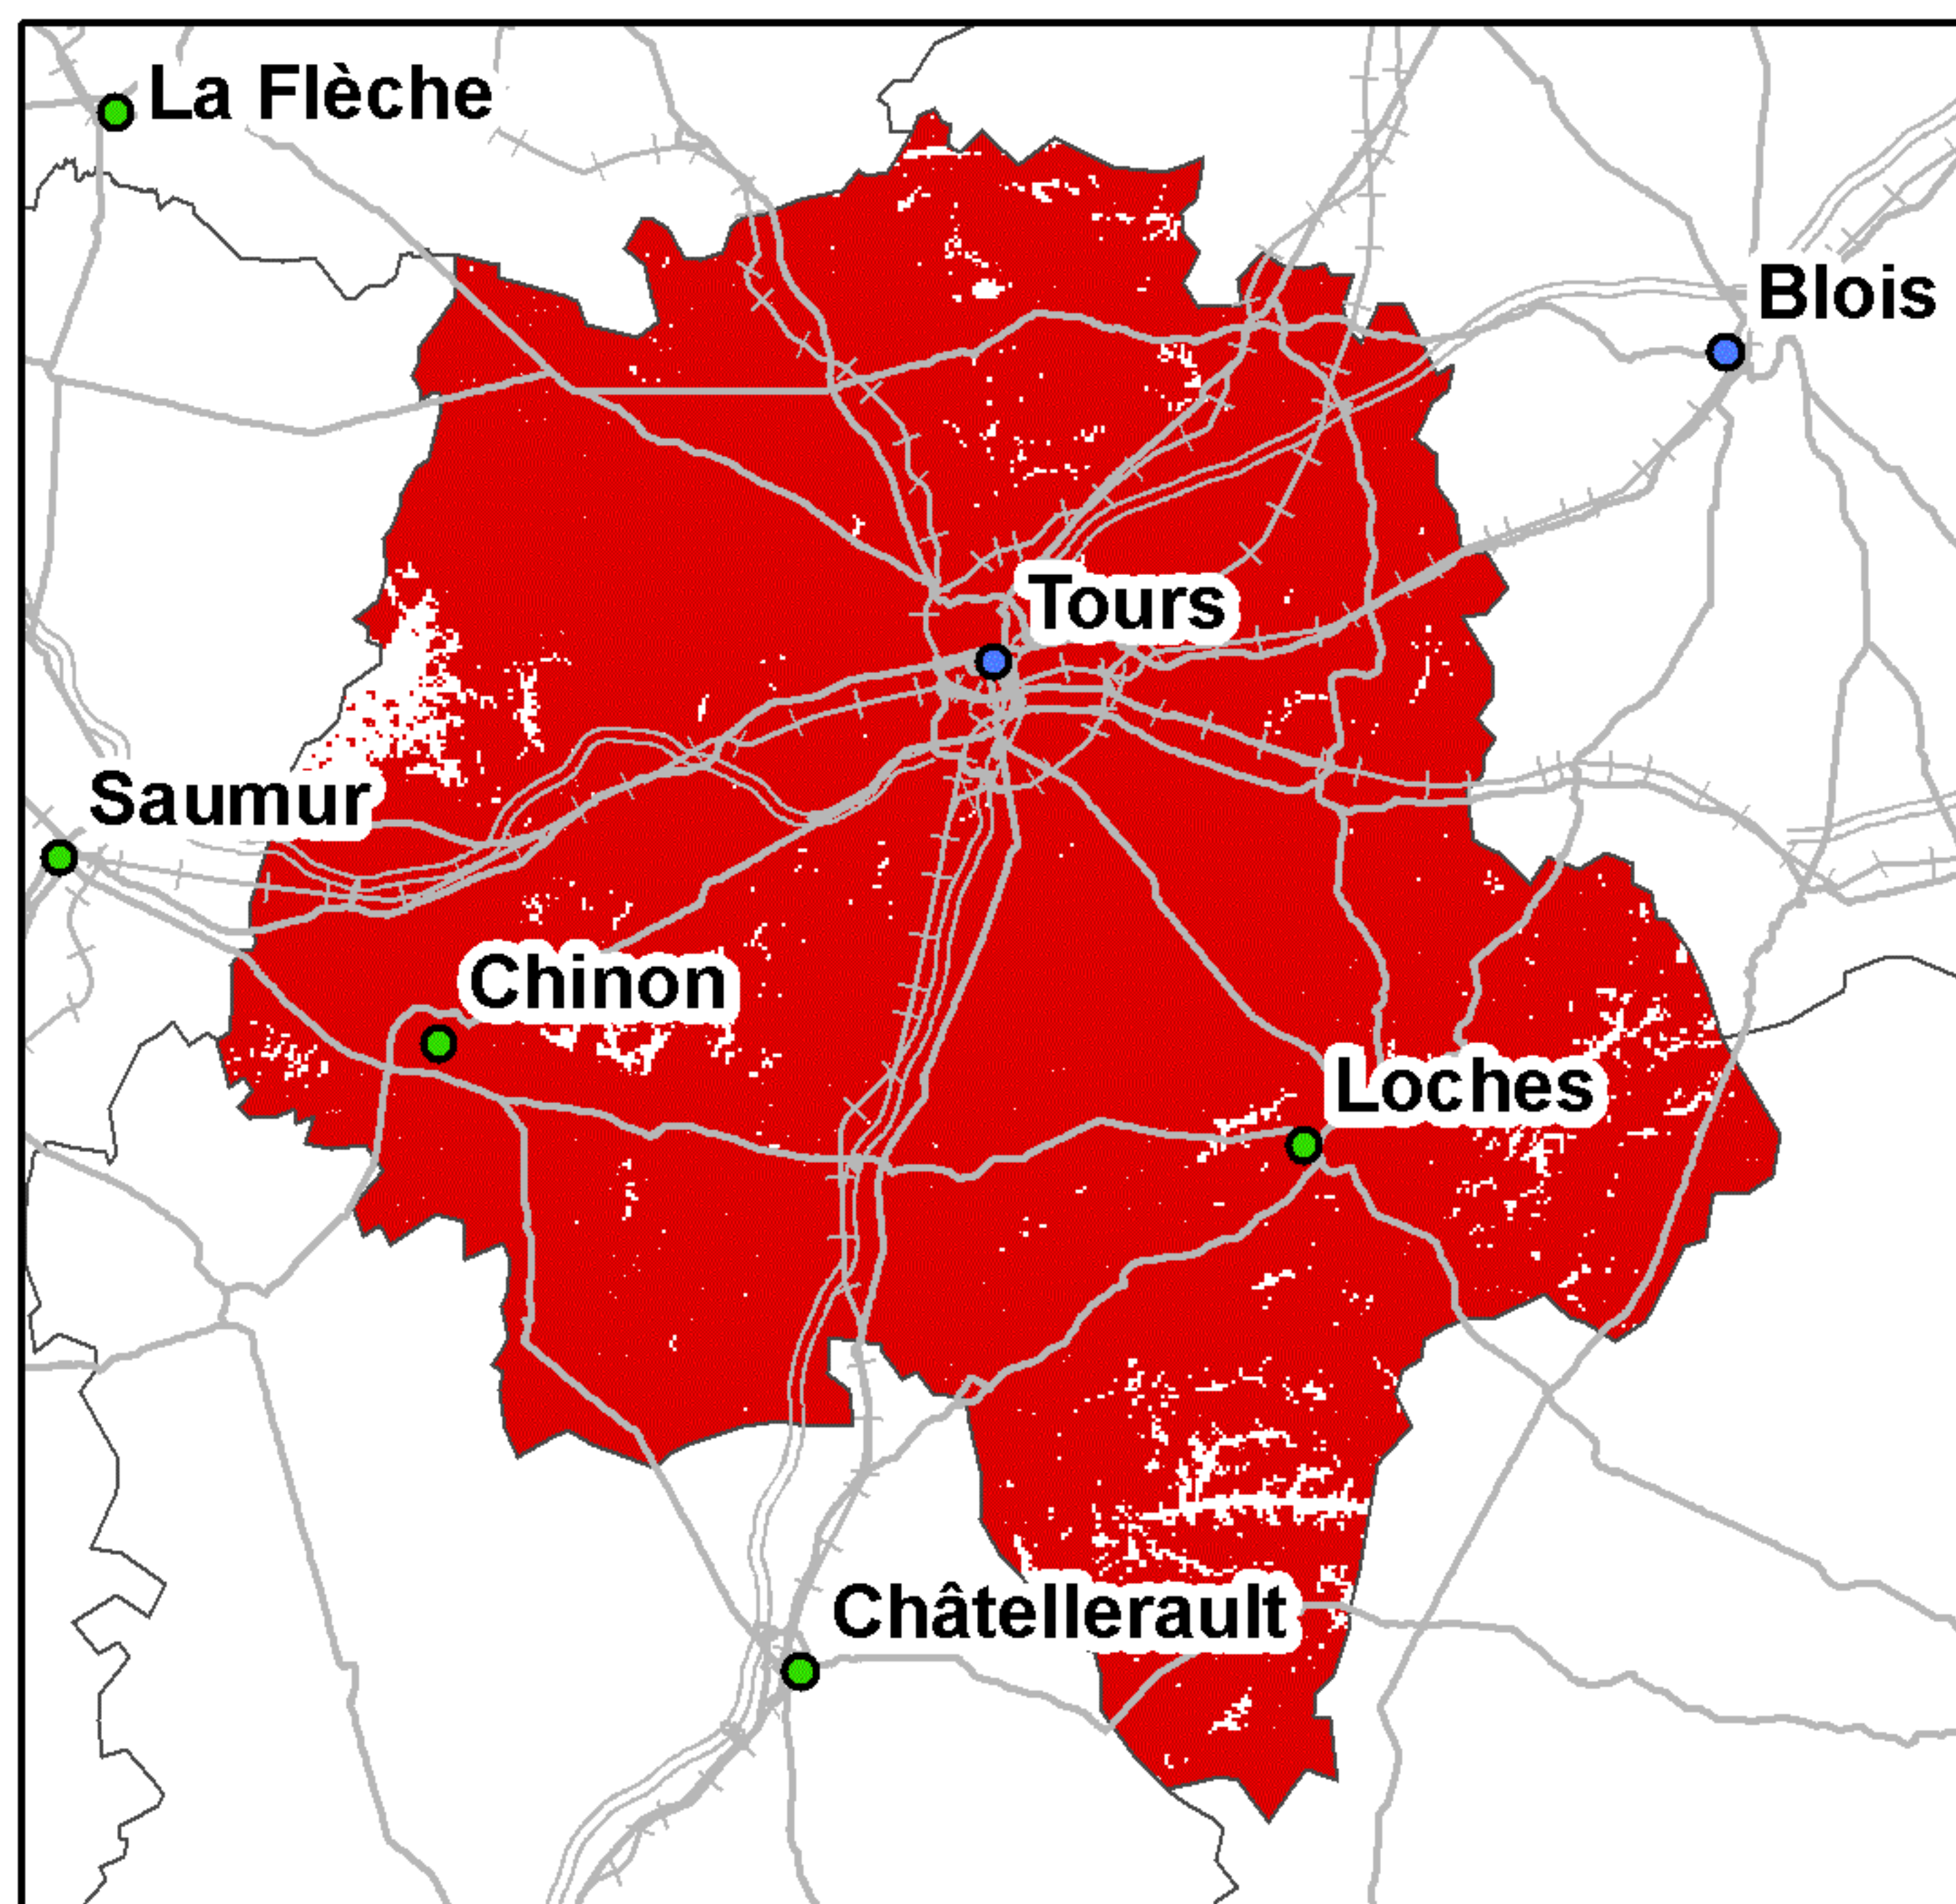 La Flèche
Blois
Tours
Saumur
Chinon
Loches
Châtellerault